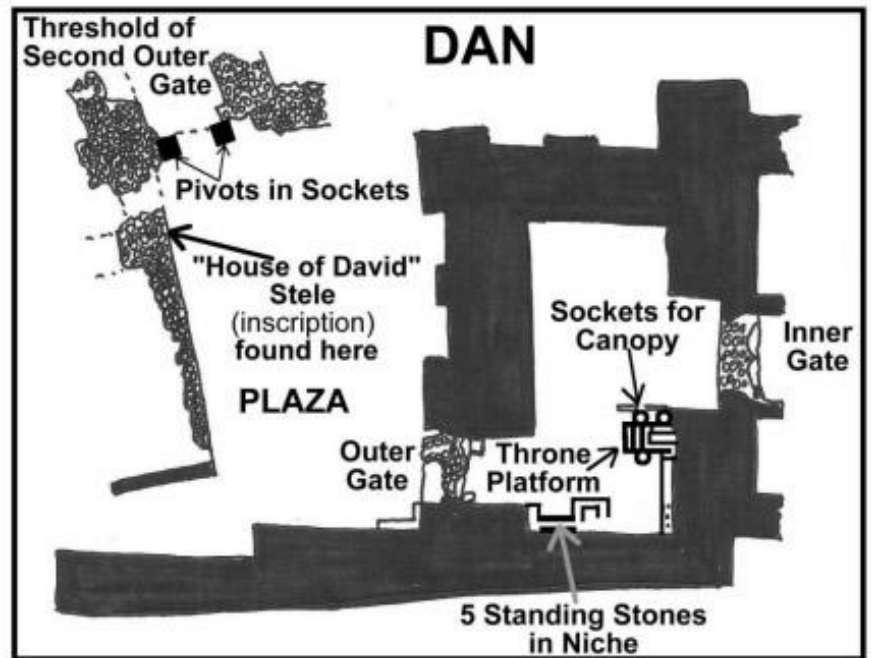 DAN
Threshold of
Second Outer
Gate
Pivots in Sockets
"House of David"
Stele
(inscription)
found here
PLAZA
Sockets for
Canopy
Inner
Gate
Outer
Gate
Throne
Platform
5 Standing Stones
in Niche